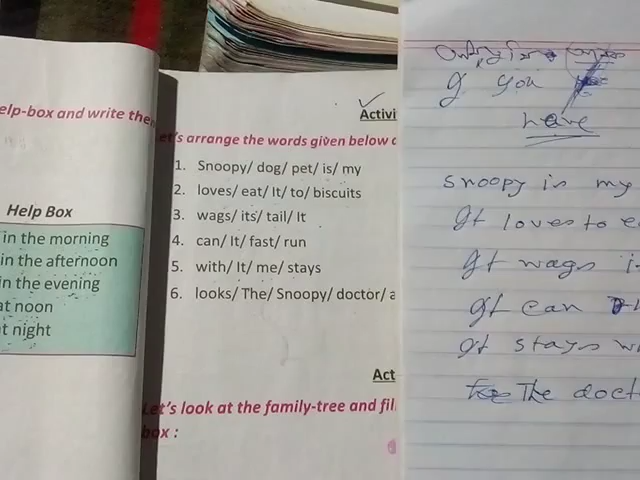 elp-box and write the
Help Box
in the morning
in the afternoon
in the evening
at noon
t night
Activi
et's arrange the words given below
1. Snoopy/ dog/ pet/ is/ my
2. loves/ eat/ It/ to/ biscuits
3. wags/ its/ tail/ It
4. can/ It/ fast/ run
5. with/ It/ me/ stays
6. looks/ The/ Snoopy/ doctor/ a
Act
Let's look at the family-tree and fil
box :
you
have
Snoopy is my
It loves to e
It wags i
It can
It stays w
The doct